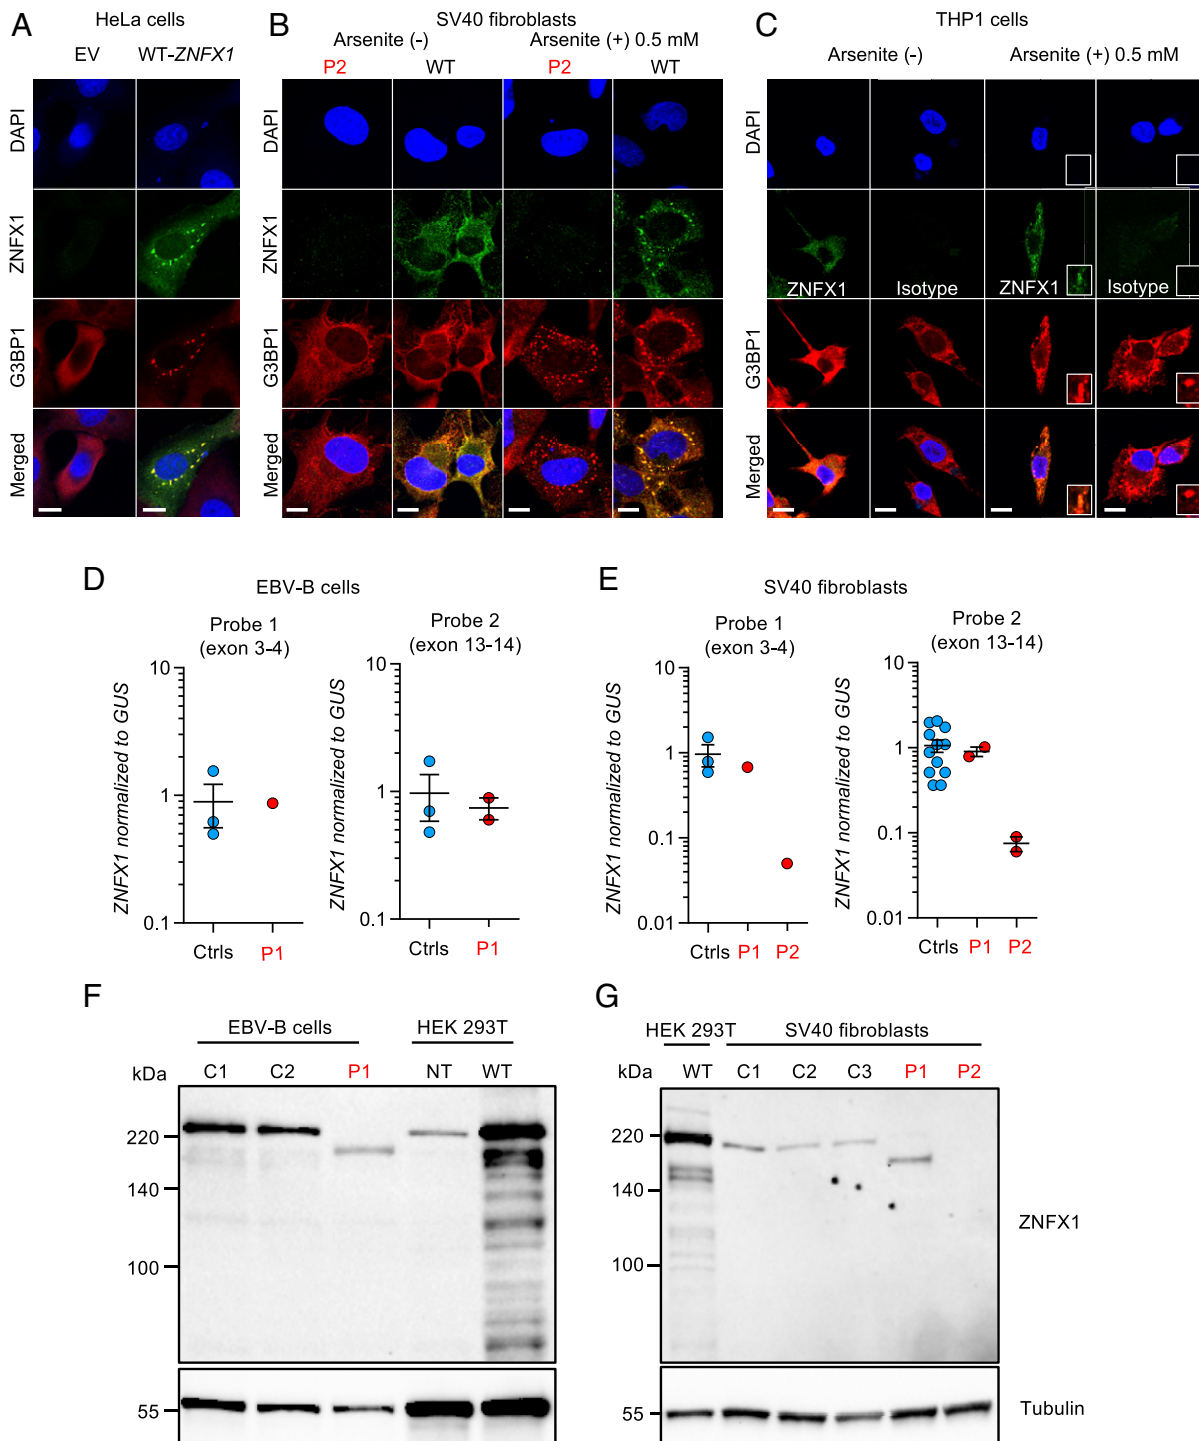 A
HeLa cells
EV
WT-ZNFX1
DAPI
ZNFX1
G3BP1
Merged
B
SV40 fibroblasts
Arsenite (-)
Arsenite (+) 0.5 mM
P2
WT
P2
WT
DAPI
ZNFX1
G3BP1
Merged
C
THP1 cells
Arsenite (-)
Arsenite (+) 0.5 mM
DAPI
ZNFX1
ZNFX1
Isotype
ZNFX1
Isotype
G3BP1
Merged
D
EBV-B cells
Probe 1
(exon 3-4)
ZNFX1 normalized to GUS
10
1
0.1
Ctrls
P1
Probe 2
(exon 13-14)
ZNFX1 normalized to GUS
10
1
0.1
Ctrls
P1
E
SV40 fibroblasts
Probe 1
(exon 3-4)
ZNFX1 normalized to GUS
10
1
0.1
0.01
Ctrls
P1
P2
Probe 2
(exon 13-14)
ZNFX1 normalized to GUS
10
1
0.1
0.01
Ctrls
P1
P2
F
EBV-B cells
HEK 293T
kDa
C1
C2
P1
NT
WT
220
140
100
55
G
HEK 293T
SV40 fibroblasts
kDa
WT
C1
C2
C3
P1
P2
220
140
100
ZNFX1
55
Tubulin